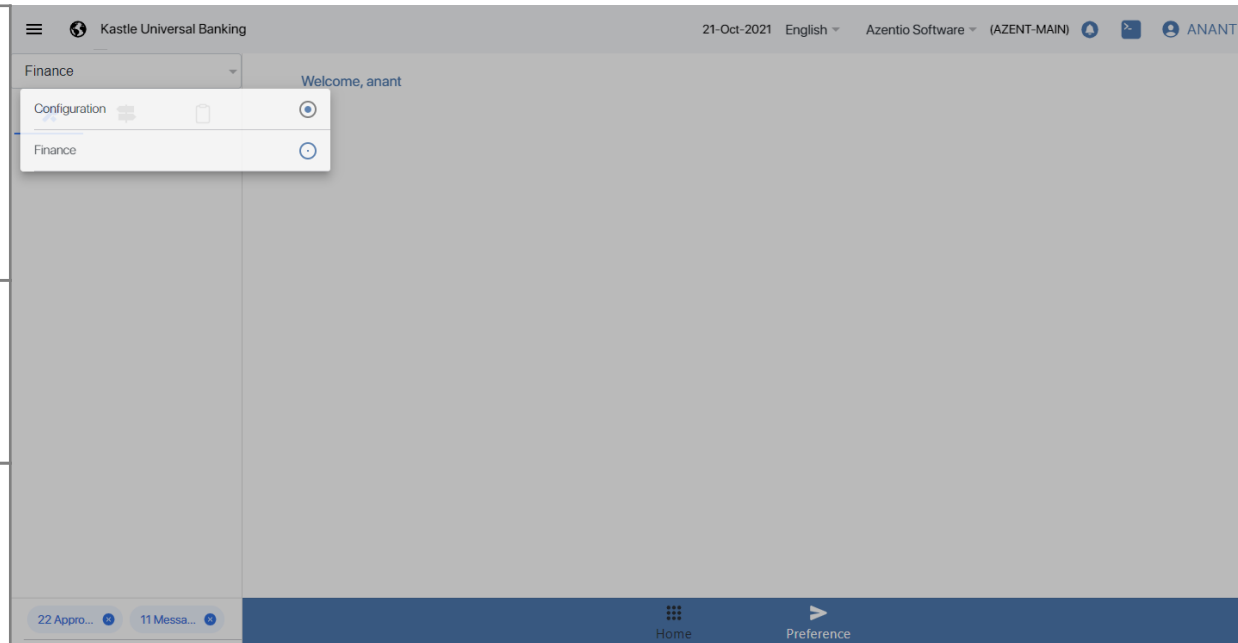 Kastle Universal Banking
21-Oct-2021 English Azentio Software (AZENT-MAIN) ANANT
Finance
Welcome, anant
Configuration
Finance
22 Appro... 11 Messa...
Home Preference